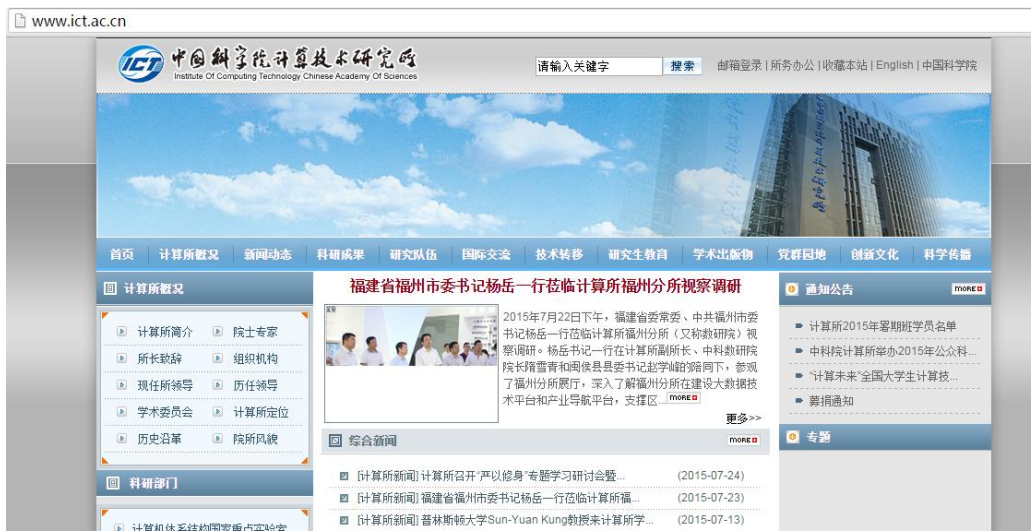 www.ict.ac.cn
ICT 中国科学院计算技术研究所
Institute Of Computing Technology Chinese Academy Of Sciences
请输入关键字 搜索 邮箱登录 | 所务办公 | 收藏本站 | English | 中国科学院
首页 计算所概况 新闻动态 科研成果 研究队伍 国际交流 技术转移 研究生教育 学术出版物 党群园地 创新文化 科学传播
计算所概况
计算所简介 院士专家
所长致辞 组织机构
现任所领导 历任领导
学术委员会 计算所定位
历史沿革 院所风貌
科研部门
计算机体系结构国家重点实验室
福建省福州市委书记杨岳一行莅临计算所福州分所视察调研
2015年7月22日下午，福建省委常委、中共福州市委
书记杨岳一行莅临计算所福州分所（又称数研院）视
察调研。杨岳书记一行在计算所副所长、中科数研院
院长隋雪青和闽侯县县委书记赵学峰的陪同下，参观
了福州分所展厅，深入了解福州分所在建设大数据技
术平台和产业导航平台，支撑区...MORE
更多>>
综合新闻 MORE
[计算所新闻] 计算所召开“严以修身”专题学习研讨会暨... (2015-07-24)
[计算所新闻] 福建省福州市委书记杨岳一行莅临计算所福... (2015-07-23)
[计算所新闻] 普林斯顿大学Sun-Yuan Kung教授来计算所学... (2015-07-13)
通知公告 MORE
计算所2015年暑期班学员名单
中科院计算所举办2015年公众科...
“计算未来”全国大学生计算技...
募捐通知
专题